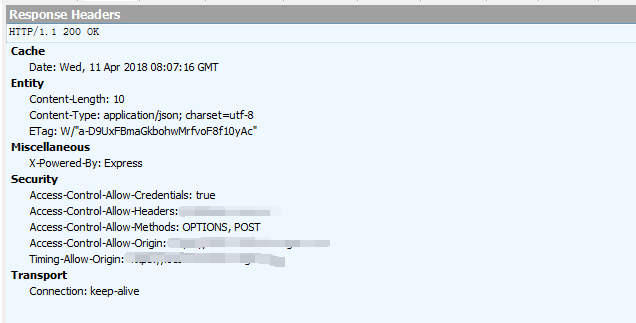 Response Headers
HTTP/1.1 200 OK
Cache
Date: Wed, 11 Apr 2018 08:07:16 GMT
Entity
Content-Length: 10
Content-Type: application/json; charset=utf-8
ETag: W/"a-D9UxFBmaGkbohwMrfvoF8f10yAc"
Miscellaneous
X-Powered-By: Express
Security
Access-Control-Allow-Credentials: true
Access-Control-Allow-Headers:
Access-Control-Allow-Methods: OPTIONS, POST
Access-Control-Allow-Origin:
Timing-Allow-Origin:
Transport
Connection: keep-alive